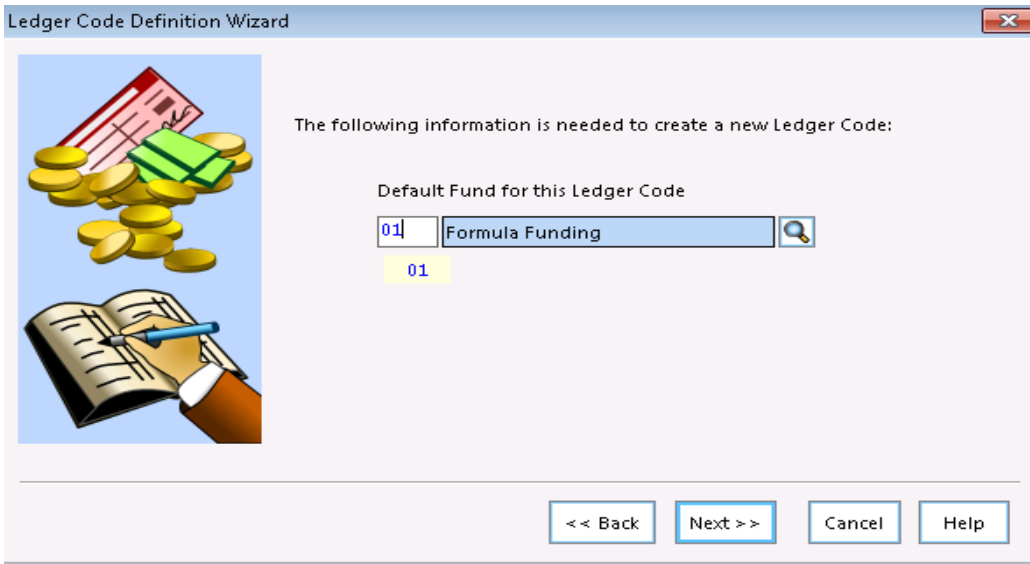 Ledger Code Definition Wizard
The following information is needed to create a new Ledger Code:
Default Fund for this Ledger Code
01 Formula Funding
01
<< Back Next >> Cancel Help